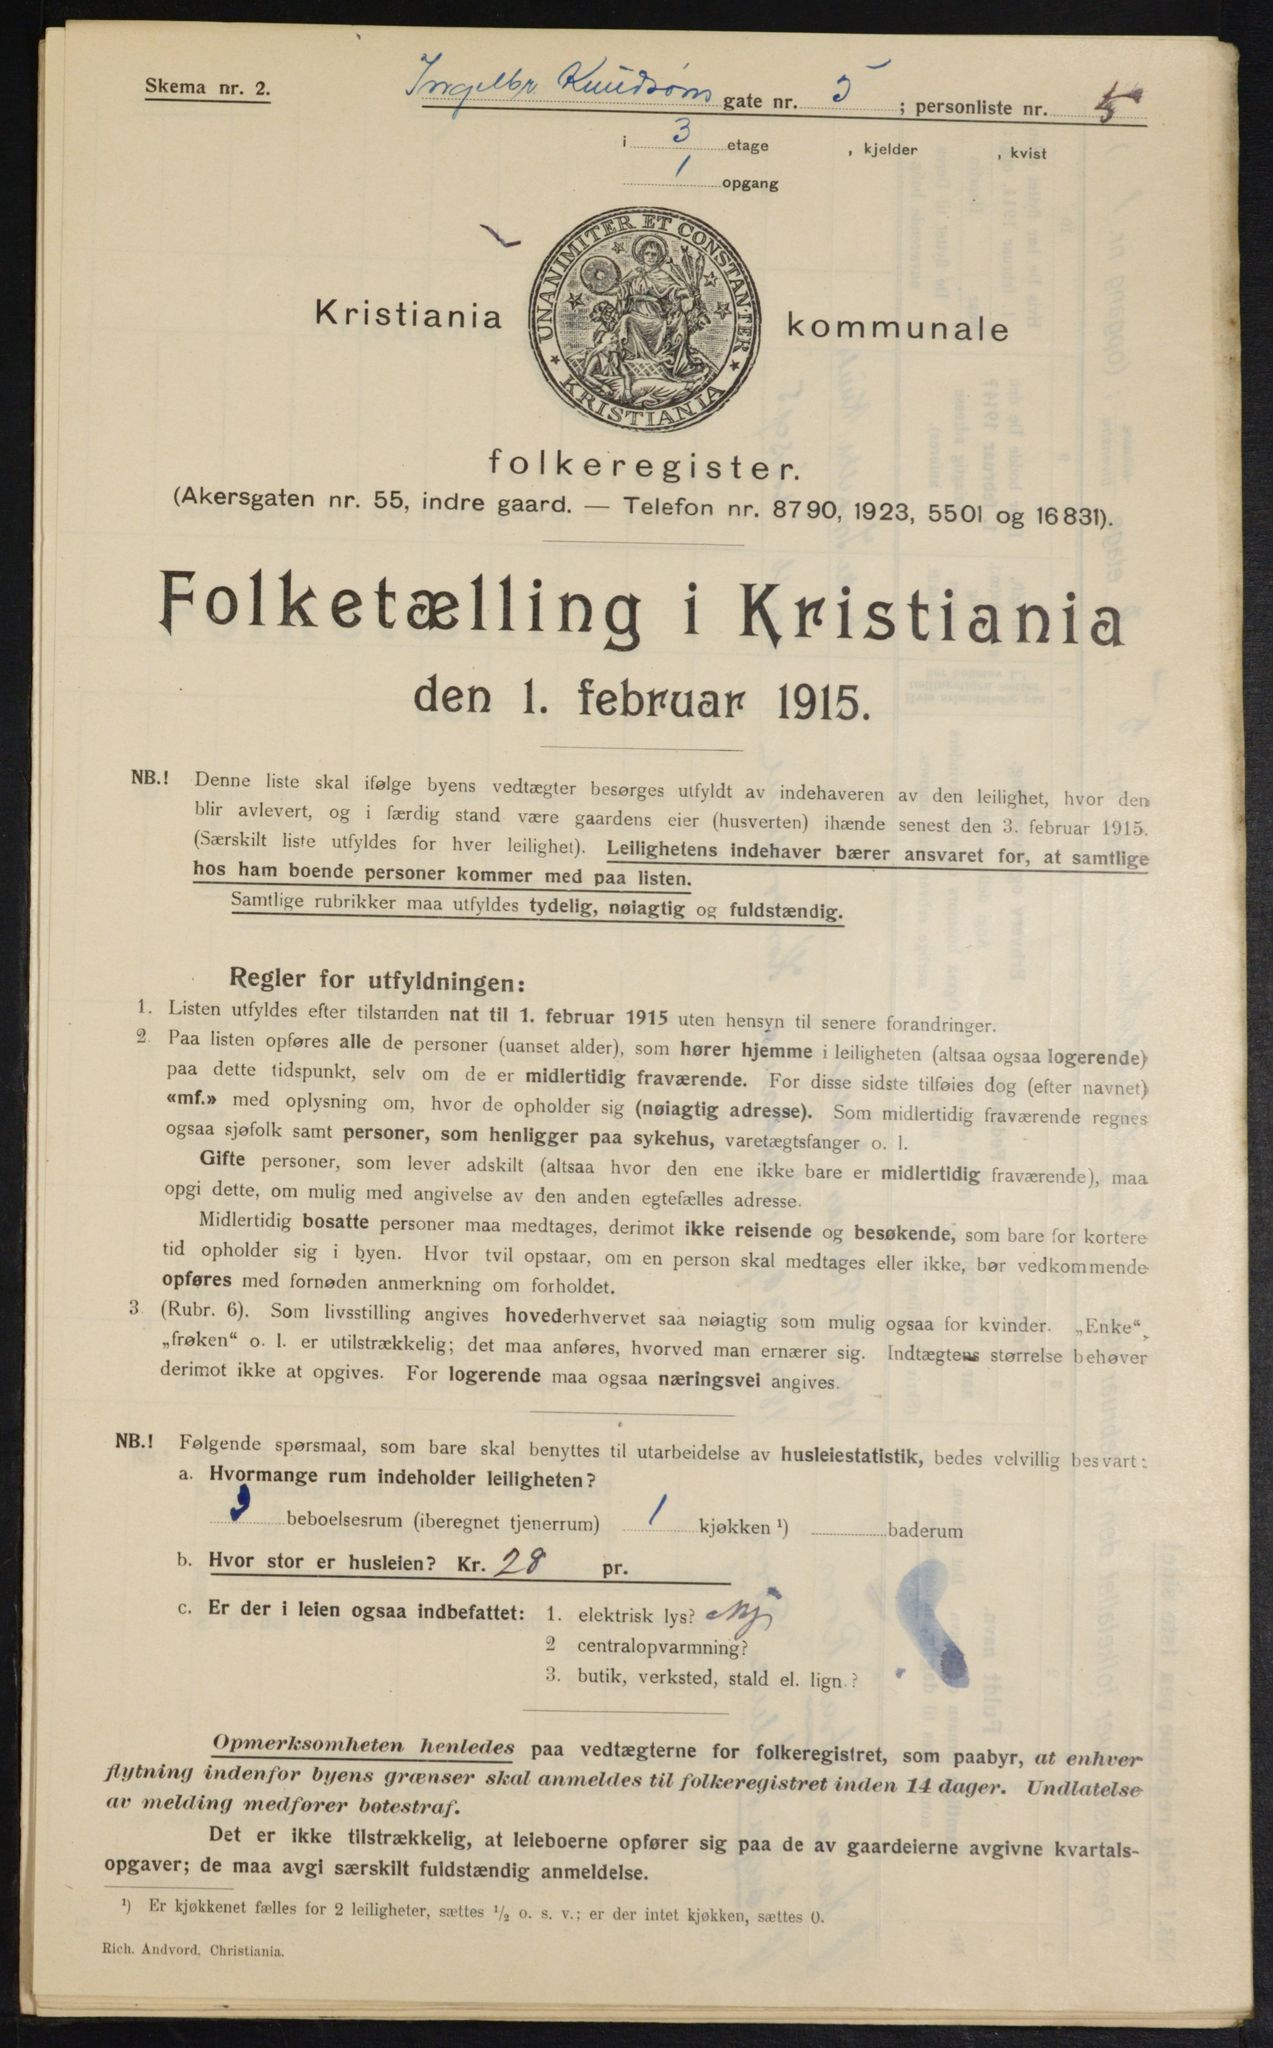 Skema nr. 2.
Ingelbr. Knudsøns gate nr. 5 ; personliste nr. 5
i 3 etage , kjelder , kvist
1 opgang
UNANIMITER ET CONSTANTER
KRISTIANIA
Kristiania kommunale
folkeregister.
(Akersgaten nr. 55, indre gaard. — Telefon nr. 8790, 1923, 5501 og 16831).
Folketælling i Kristiania
den 1. februar 1915.
NB.! Denne liste skal ifølge byens vedtægter besørges utfyldt av indehaveren av den leilighet, hvor den
blir avlevert, og i færdig stand være gaardens eier (husverten) ihænde senest den 3. februar 1915.
(Særskilt liste utfyldes for hver leilighet). Leilighetens indehaver bærer ansvaret for, at samtlige
hos ham boende personer kommer med paa listen.
Samtlige rubrikker maa utfyldes tydelig, nøiagtig og fuldstændig.
Regler for utfyldningen:
1. Listen utfyldes efter tilstanden nat til 1. februar 1915 uten hensyn til senere forandringer.
2. Paa listen opføres alle de personer (uanset alder), som hører hjemme i leiligheten (altsaa ogsaa logerende)
paa dette tidspunkt, selv om de er midlertidig fraværende. For disse sidste tilføies dog (efter navnet)
«mf.» med oplysning om, hvor de opholder sig (nøiagtig adresse). Som midlertidig fraværende regnes
ogsaa sjøfolk samt personer, som henligger paa sykehus, varetægtsfanger o. l.
Gifte personer, som lever adskilt (altsaa hvor den ene ikke bare er midlertidig fraværende), maa
opgi dette, om mulig med angivelse av den anden egtefælles adresse.
Midlertidig bosatte personer maa medtages, derimot ikke reisende og besøkende, som bare for kortere
tid opholder sig i byen. Hvor tvil opstaar, om en person skal medtages eller ikke, bør vedkommende
opføres med fornøden anmerkning om forholdet.
3. (Rubr. 6). Som livsstilling angives hovederhvervet saa nøiagtig som mulig ogsaa for kvinder. „Enke“,
„frøken“ o. l. er utilstrækkelig; det maa anføres, hvorved man ernærer sig. Indtægtens størrelse behøver
derimot ikke at opgives. For logerende maa ogsaa næringsvei angives.
NB.! Følgende spørsmaal, som bare skal benyttes til utarbeidelse av husleiestatistik, bedes velvillig besvart:
a. Hvormange rum indeholder leiligheten?
beboelsesrum (iberegnet tjenerrum) 1 kjøkken ¹) baderum
b. Hvor stor er husleien? Kr. 28 pr.
c. Er der i leien ogsaa indbefattet: 1. elektrisk lys? Nej
2 centralopvarmning?
3. butik, verksted, stald el. lign.?
Opmerksomheten henledes paa vedtægterne for folkeregistret, som paabyr, at enhver
flytning indenfor byens grænser skal anmeldes til folkeregistret inden 14 dager. Undlatelse
av melding medfører bøtestraf.
Det er ikke tilstrækkelig, at leieboerne opfører sig paa de av gaardeierne avgivne kvartals-
opgaver; de maa avgi særskilt fuldstændig anmeldelse.
¹) Er kjøkkenet fælles for 2 leiligheter, sættes ½ o. s. v.; er der intet kjøkken, sættes 0.
Rich. Andvord, Christiania.